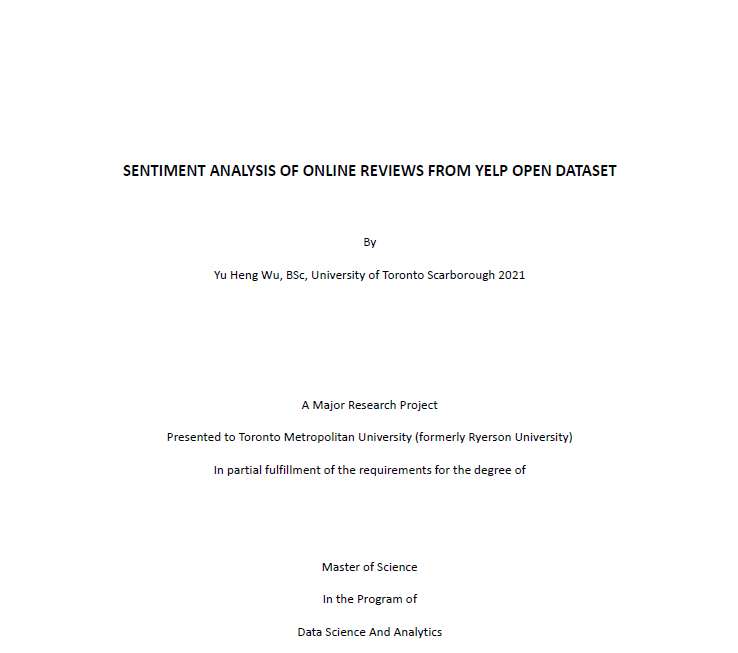 SENTIMENT ANALYSIS OF ONLINE REVIEWS FROM YELP OPEN DATASET
By
Yu Heng Wu, BSc, University of Toronto Scarborough 2021
A Major Research Project
Presented to Toronto Metropolitan University (formerly Ryerson University)
In partial fulfillment of the requirements for the degree of
Master of Science
In the Program of
Data Science And Analytics